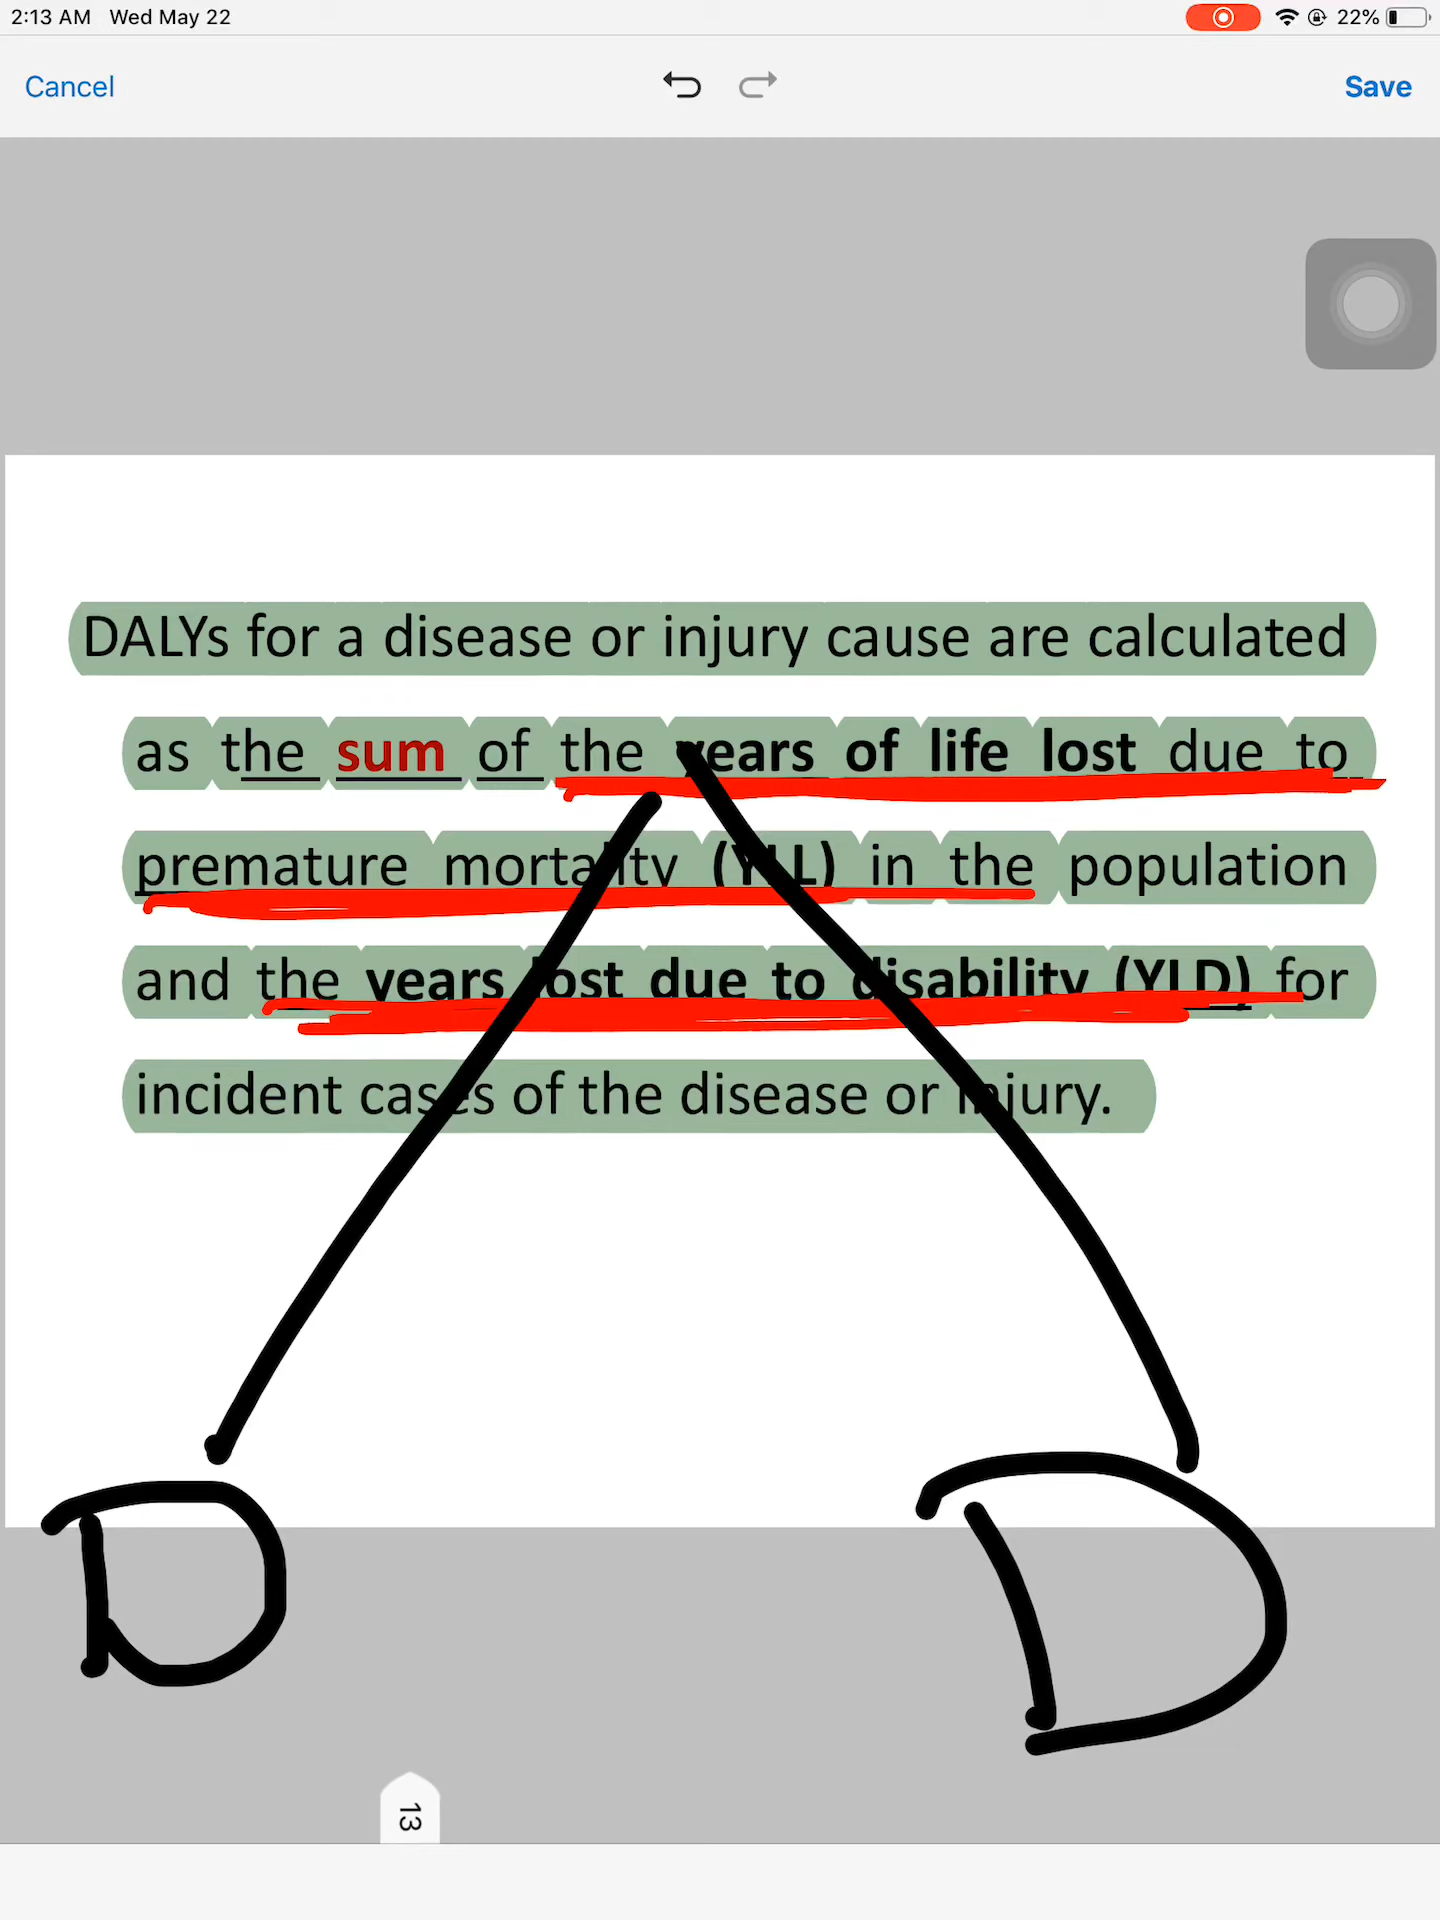 2:13 AM Wed May 22
22%
Cancel
Save
DALYs for a disease or injury cause are calculated
as the sum of the years of life lost due to
premature mortality (YLL) in the population
and the years lost due to disability (YLD) for
incident cases of the disease or injury.
D
D
13